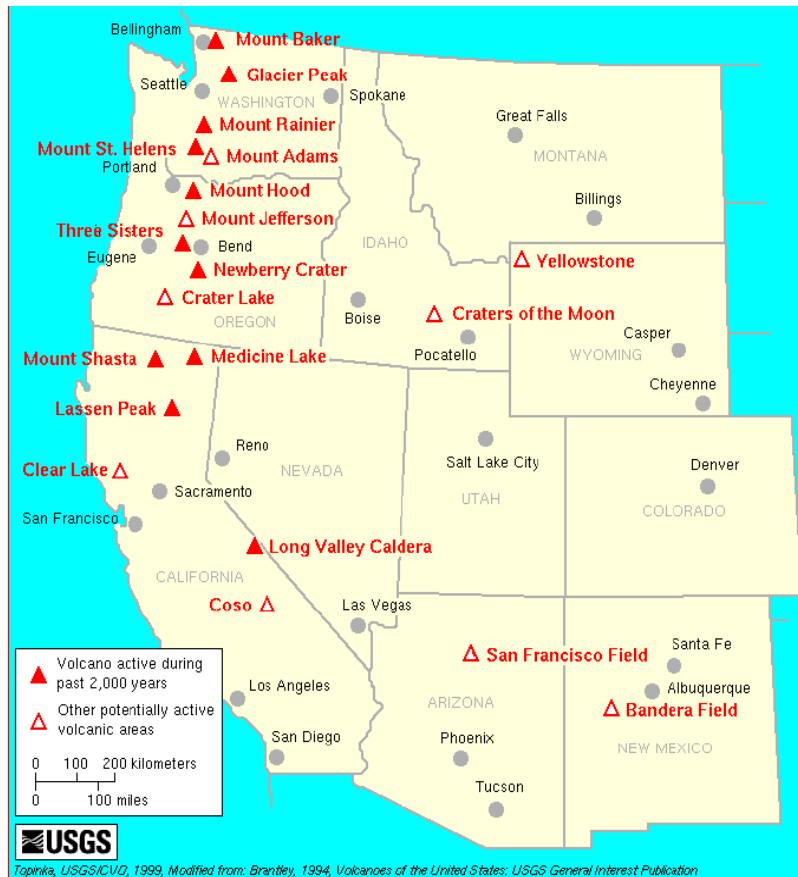 Bellingham
Mount Baker
Glacier Peak
Seattle
WASHINGTON
Spokane
Great Falls
Mount Rainier
Mount St. Helens
Mount Adams
MONTANA
Portland
Mount Hood
Billings
Mount Jefferson
Three Sisters
IDAHO
Eugene
Bend
Yellowstone
Newberry Crater
Crater Lake
Boise
Craters of the Moon
OREGON
Casper
Mount Shasta
Medicine Lake
Pocatello
WYOMING
Cheyenne
Lassen Peak
Reno
Clear Lake
NEVADA
Salt Lake City
Denver
Sacramento
UTAH
San Francisco
COLORADO
Long Valley Caldera
CALIFORNIA
Coso
Las Vegas
Santa Fe
San Francisco Field
Volcano active during
past 2,000 years
Los Angeles
Albuquerque
ARIZONA
Bandera Field
Other potentially active
volcanic areas
San Diego
Phoenix
NEW MEXICO
0 100 200 kilometers
Tucson
0 100 miles
USGS
Topinka, USGS/CVO, 1999, Modified from: Brantley, 1994, Volcanoes of the United States: USGS General Interest Publication